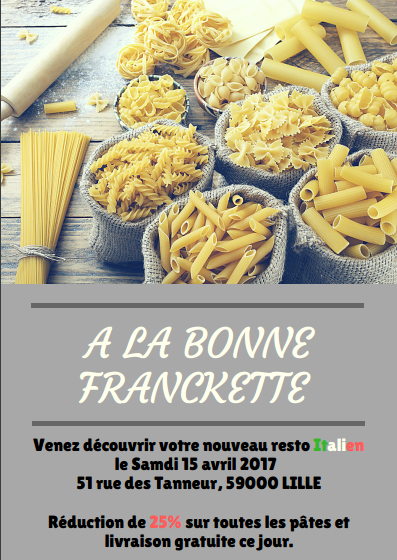 A LA BONNE
FRANCKETTE
Venez découvrir votre nouveau resto Italien
le Samdi 15 avril 2017
51 rue des Tanneur, 59000 LILLE
Réduction de 25% sur toutes les pâtes et
livraison gratuite ce jour.